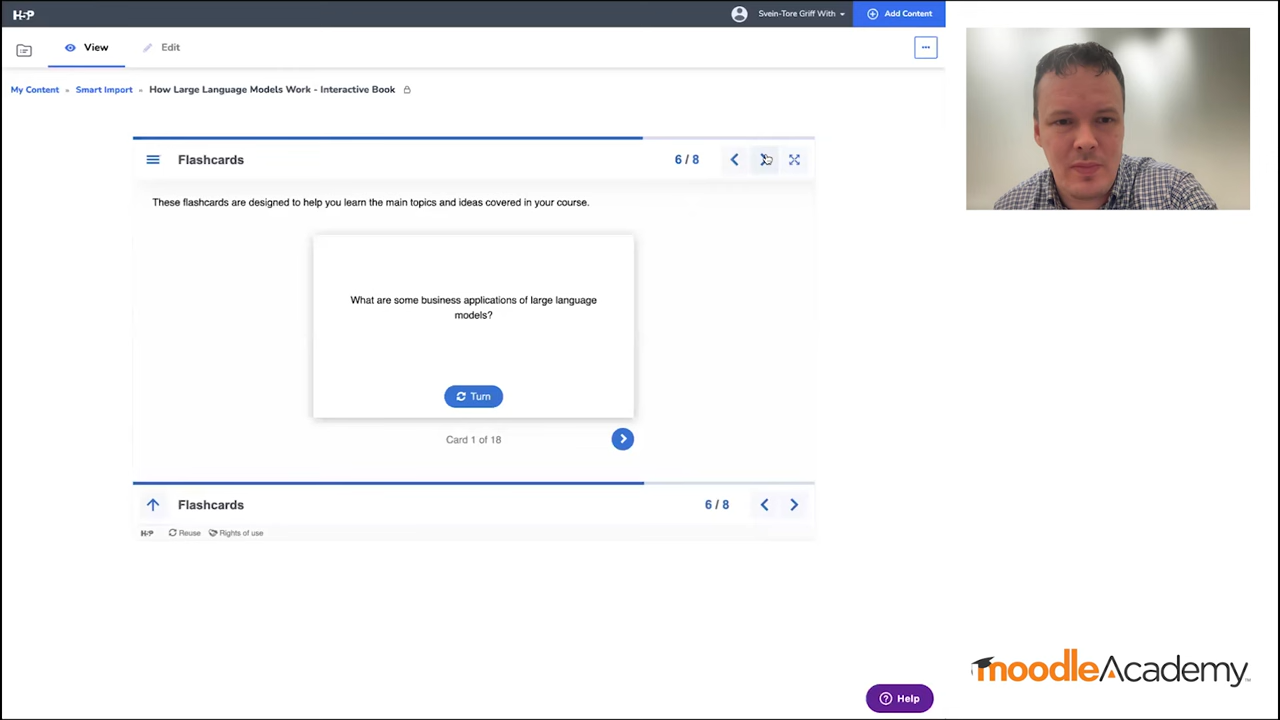 H5P
Svein-Tore Griff With
Add Content
View
Edit
My Content
Smart Import
How Large Language Models Work - Interactive Book
Flashcards
6 / 8
These flashcards are designed to help you learn the main topics and ideas covered in your course.
What are some business applications of large language
models?
Turn
Card 1 of 18
Flashcards
6 / 8
H5P
Reuse
Rights of use
moodleAcademy™
Help